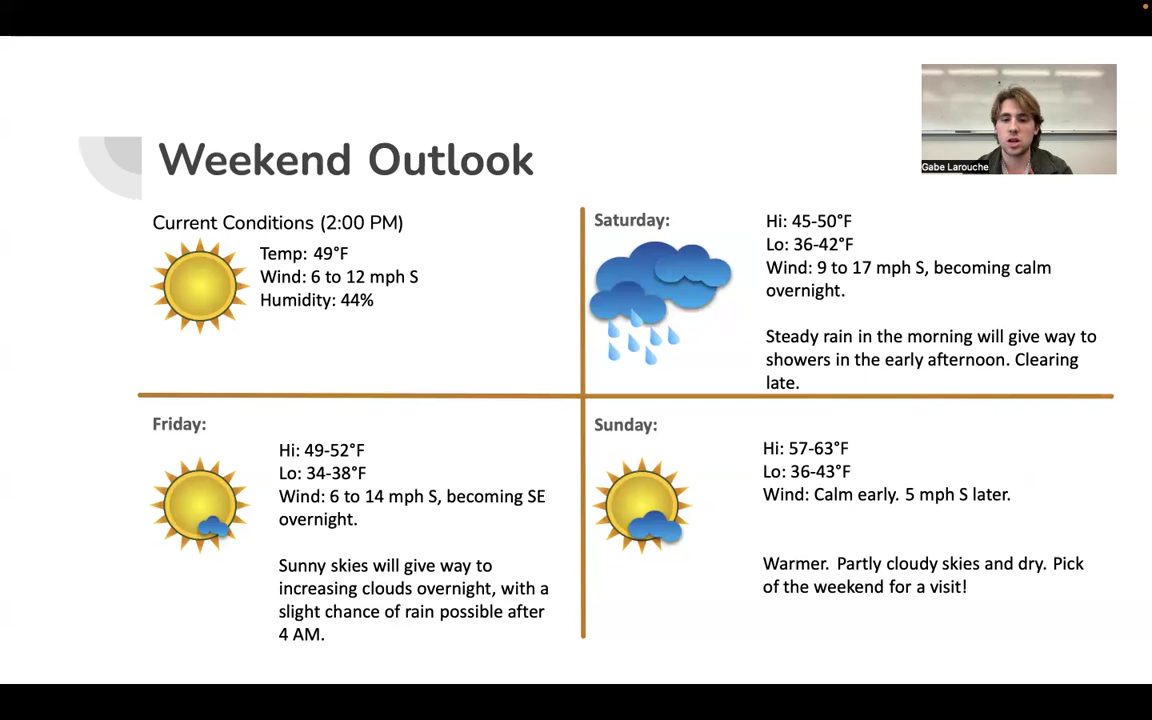 Weekend Outlook
Gabe Larouche
Current Conditions (2:00 PM)
Temp: 49°F
Wind: 6 to 12 mph S
Humidity: 44%
Saturday:
Hi: 45-50°F
Lo: 36-42°F
Wind: 9 to 17 mph S, becoming calm
overnight.
Steady rain in the morning will give way to
showers in the early afternoon. Clearing
late.
Friday:
Hi: 49-52°F
Lo: 34-38°F
Wind: 6 to 14 mph S, becoming SE
overnight.
Sunny skies will give way to
increasing clouds overnight, with a
slight chance of rain possible after
4 AM.
Sunday:
Hi: 57-63°F
Lo: 36-43°F
Wind: Calm early. 5 mph S later.
Warmer. Partly cloudy skies and dry. Pick
of the weekend for a visit!